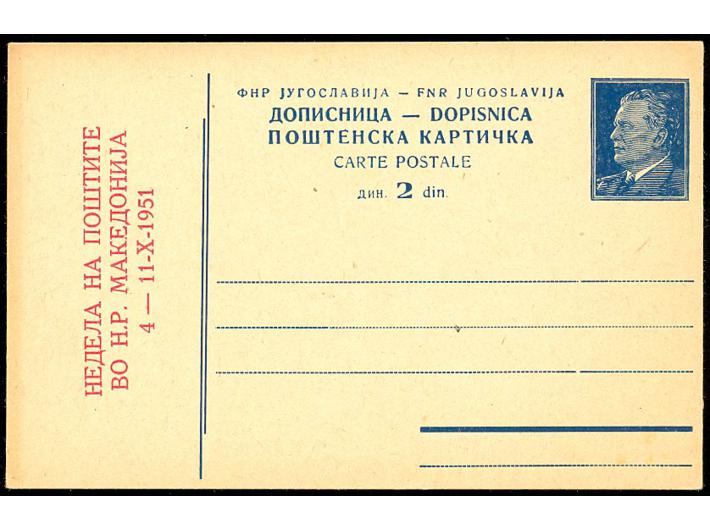 НЕДЕЛА НА ПОШТИТЕ
ВО Н.Р. МАКЕДОНИЈА
4 — 11-X-1951
ФНР ЈУГОСЛАВИЈА — FNR JUGOSLAVIJA
ДОПИСНИЦА — DOPISNICA
ПОШТЕНСКА КАРТИЧКА
CARTE POSTALE
дин. 2 din.